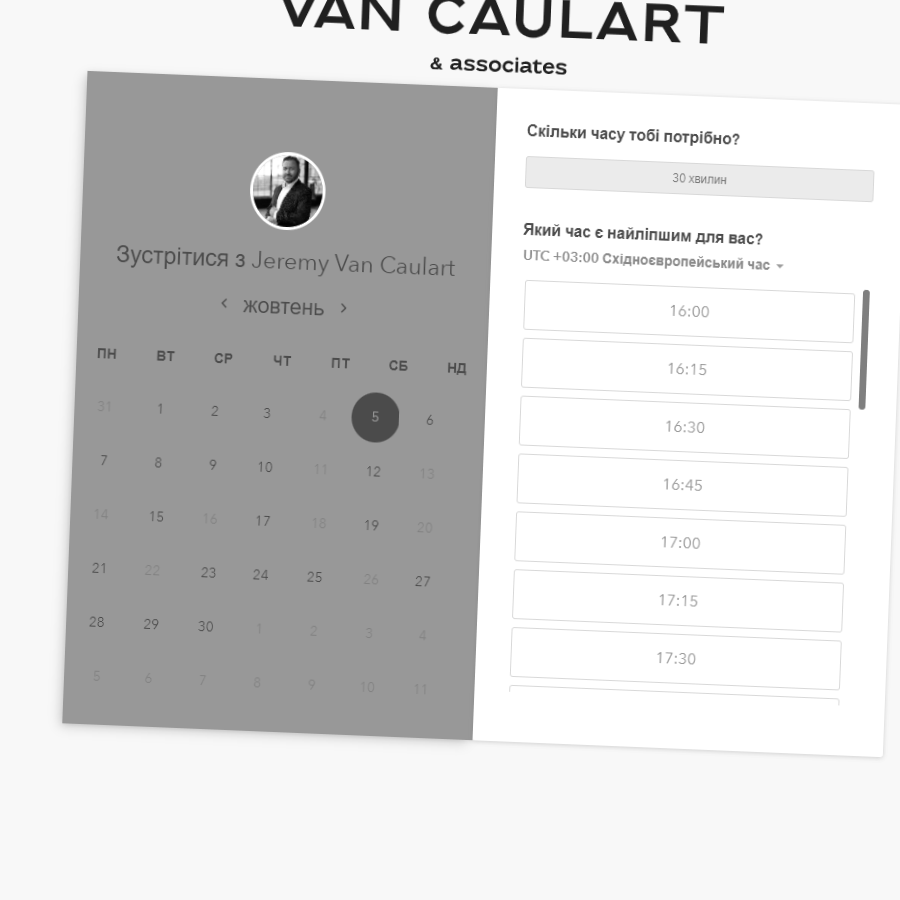 VAN CAULART
& associates
Зустрітися з Jeremy Van Caulart
‹ жовтень ›
ПН ВТ СР ЧТ ПТ СБ НД
31 1 2 3 4 5 6
7 8 9 10 11 12 13
14 15 16 17 18 19 20
21 22 23 24 25 26 27
28 29 30 1 2 3 4
5 6 7 8 9 10 11
Скільки часу тобі потрібно?
30 хвилин
Який час є найліпшим для вас?
UTC +03:00 Східноєвропейський час
16:00
16:15
16:30
16:45
17:00
17:15
17:30